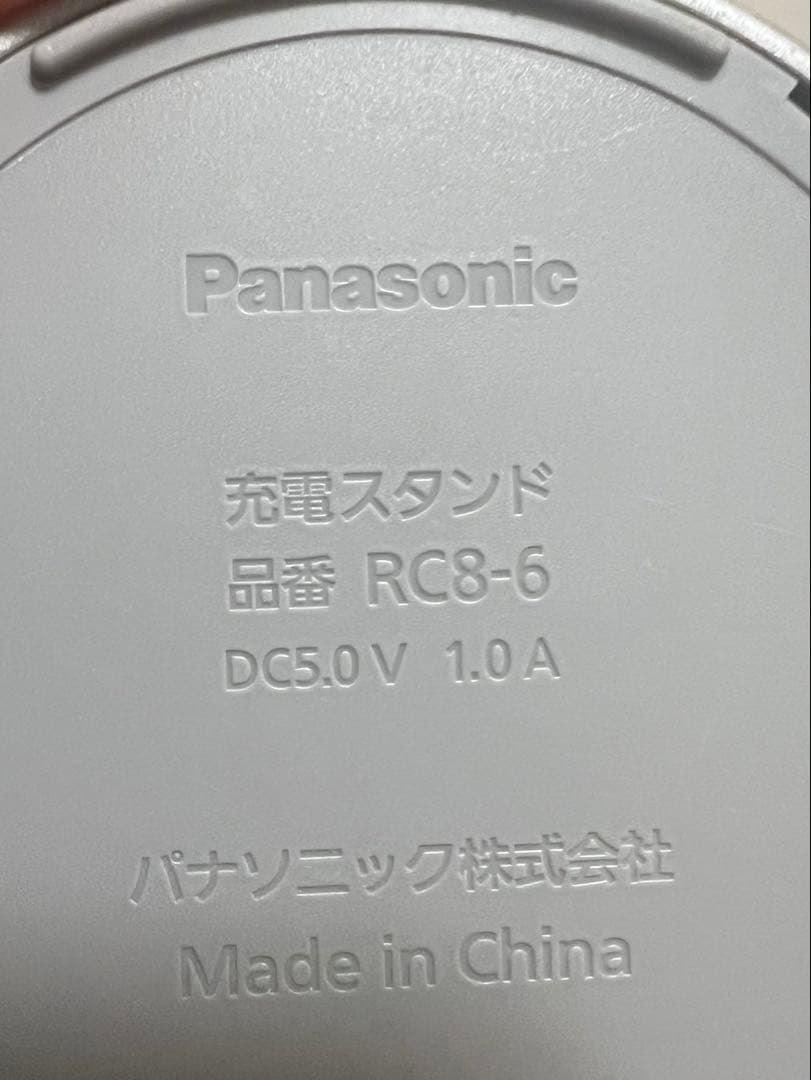 Panasonic
充電スタンド
品番 RC8-6
DC5.0 V 1.0 A
パナソニック株式会社
Made in China